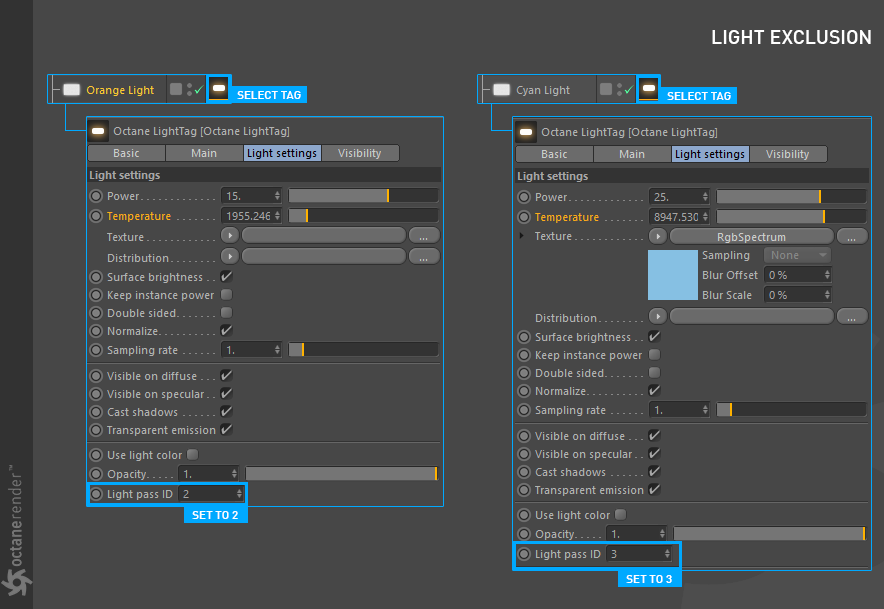 LIGHT EXCLUSION
Orange Light
SELECT TAG
Octane LightTag [Octane LightTag]
Basic Main Light settings Visibility
Light settings
Power 15.
Temperature 1955.246
Texture ...
Distribution ...
Surface brightness
Keep instance power
Double sided
Normalize
Sampling rate 1.
Visible on diffuse
Visible on specular
Cast shadows
Transparent emission
Use light color
Opacity 1.
Light pass ID 2
SET TO 2
Cyan Light
SELECT TAG
Octane LightTag [Octane LightTag]
Basic Main Light settings Visibility
Light settings
Power 25.
Temperature 8947.530
Texture RgbSpectrum ...
Sampling None
Blur Offset 0 %
Blur Scale 0 %
Distribution ...
Surface brightness
Keep instance power
Double sided
Normalize
Sampling rate 1.
Visible on diffuse
Visible on specular
Cast shadows
Transparent emission
Use light color
Opacity 1.
Light pass ID 3
SET TO 3
octanerender™